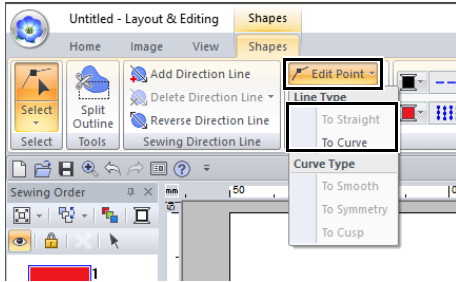 Untitled - Layout & Editing
Shapes
Home
Image
View
Shapes
Select
Split
Outline
Add Direction Line
Delete Direction Line
Reverse Direction Line
Edit Point
Select
Tools
Sewing Direction Line
Line Type
To Straight
To Curve
Curve Type
To Smooth
To Symmetry
To Cusp
Sewing Order
mm
50
1